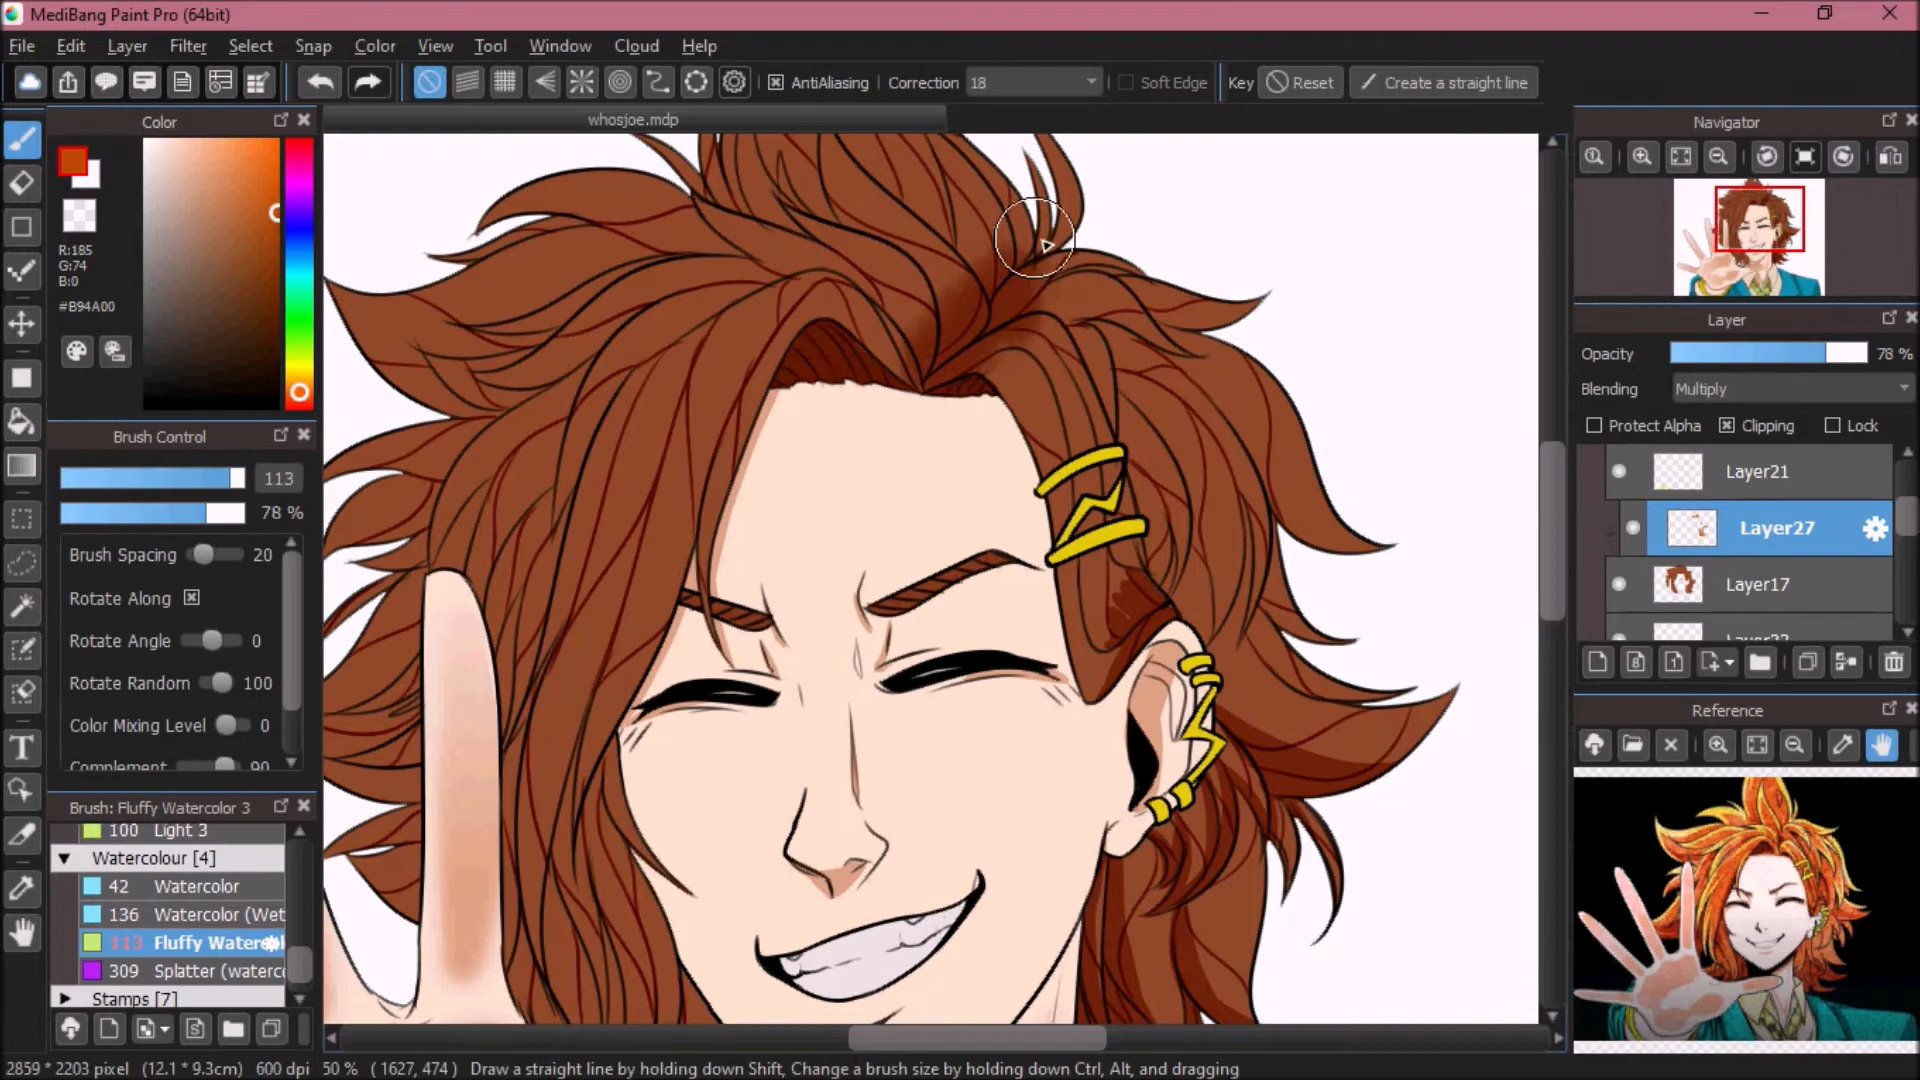 MediBang Paint Pro (64bit)
File Edit Layer Filter Select Snap Color View Tool Window Cloud Help
AntiAliasing Correction 18 Soft Edge Key Reset Create a straight line
whosjoe.mdp
Color
R:185
G:74
B:0
#B94A00
Brush Control
113
78 %
Brush Spacing 20
Rotate Along
Rotate Angle 0
Rotate Random 100
Color Mixing Level 0
Complement 90
Brush: Fluffy Watercolor 3
100 Light 3
Watercolour [4]
42 Watercolor
136 Watercolor (Wet
113 Fluffy
309 Splatter (waterc
Stamps [7]
Navigator
Layer
Opacity 78 %
Blending Multiply
Protect Alpha Clipping Lock
Layer21
Layer27
Layer17
Reference
2859 * 2203 pixel (12.1 * 9.3cm) 600 dpi 50 % ( 1627, 474 ) Draw a straight line by holding down Shift, Change a brush size by holding down Ctrl, Alt, and dragging